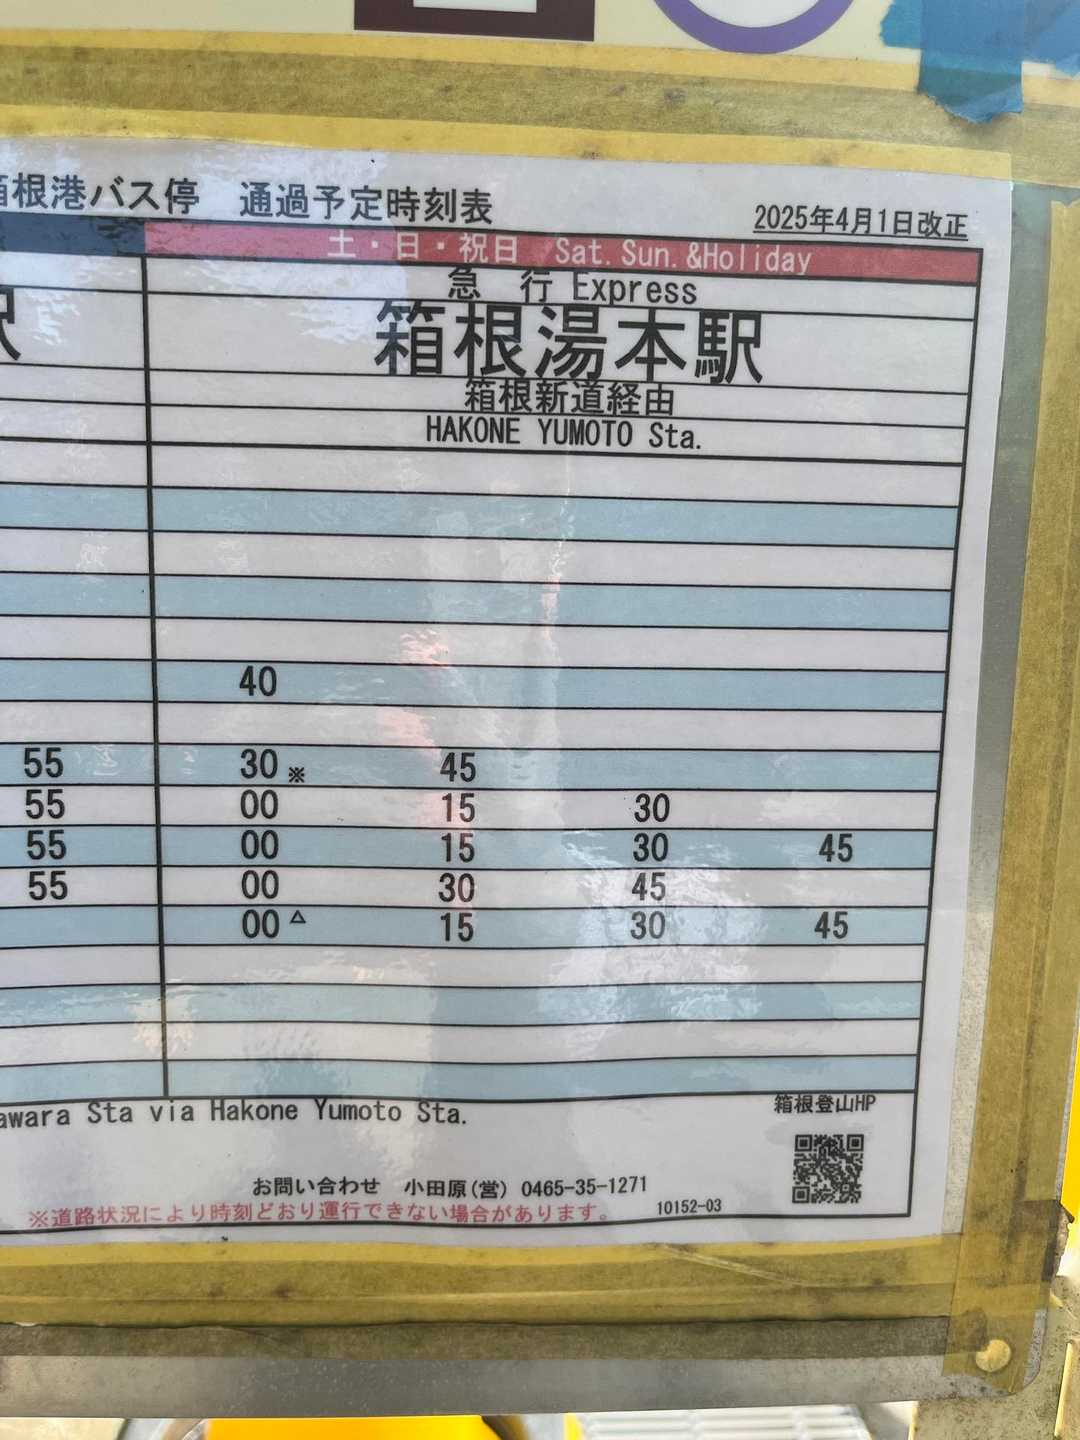 箱根港バス停　通過予定時刻表
2025年4月1日改正
土・日・祝日　Sat.Sun.&Holiday
急　行 Express
駅
箱根湯本駅
箱根新道経由
HAKONE YUMOTO Sta.
40
55 30※ 45
55 00 15 30
55 00 15 30 45
55 00 30 45
00△ 15 30 45
awara Sta via Hakone Yumoto Sta.
箱根登山HP
お問い合わせ　小田原(営) 0465-35-1271
※道路状況により時刻どおり運行できない場合があります。
10152-03